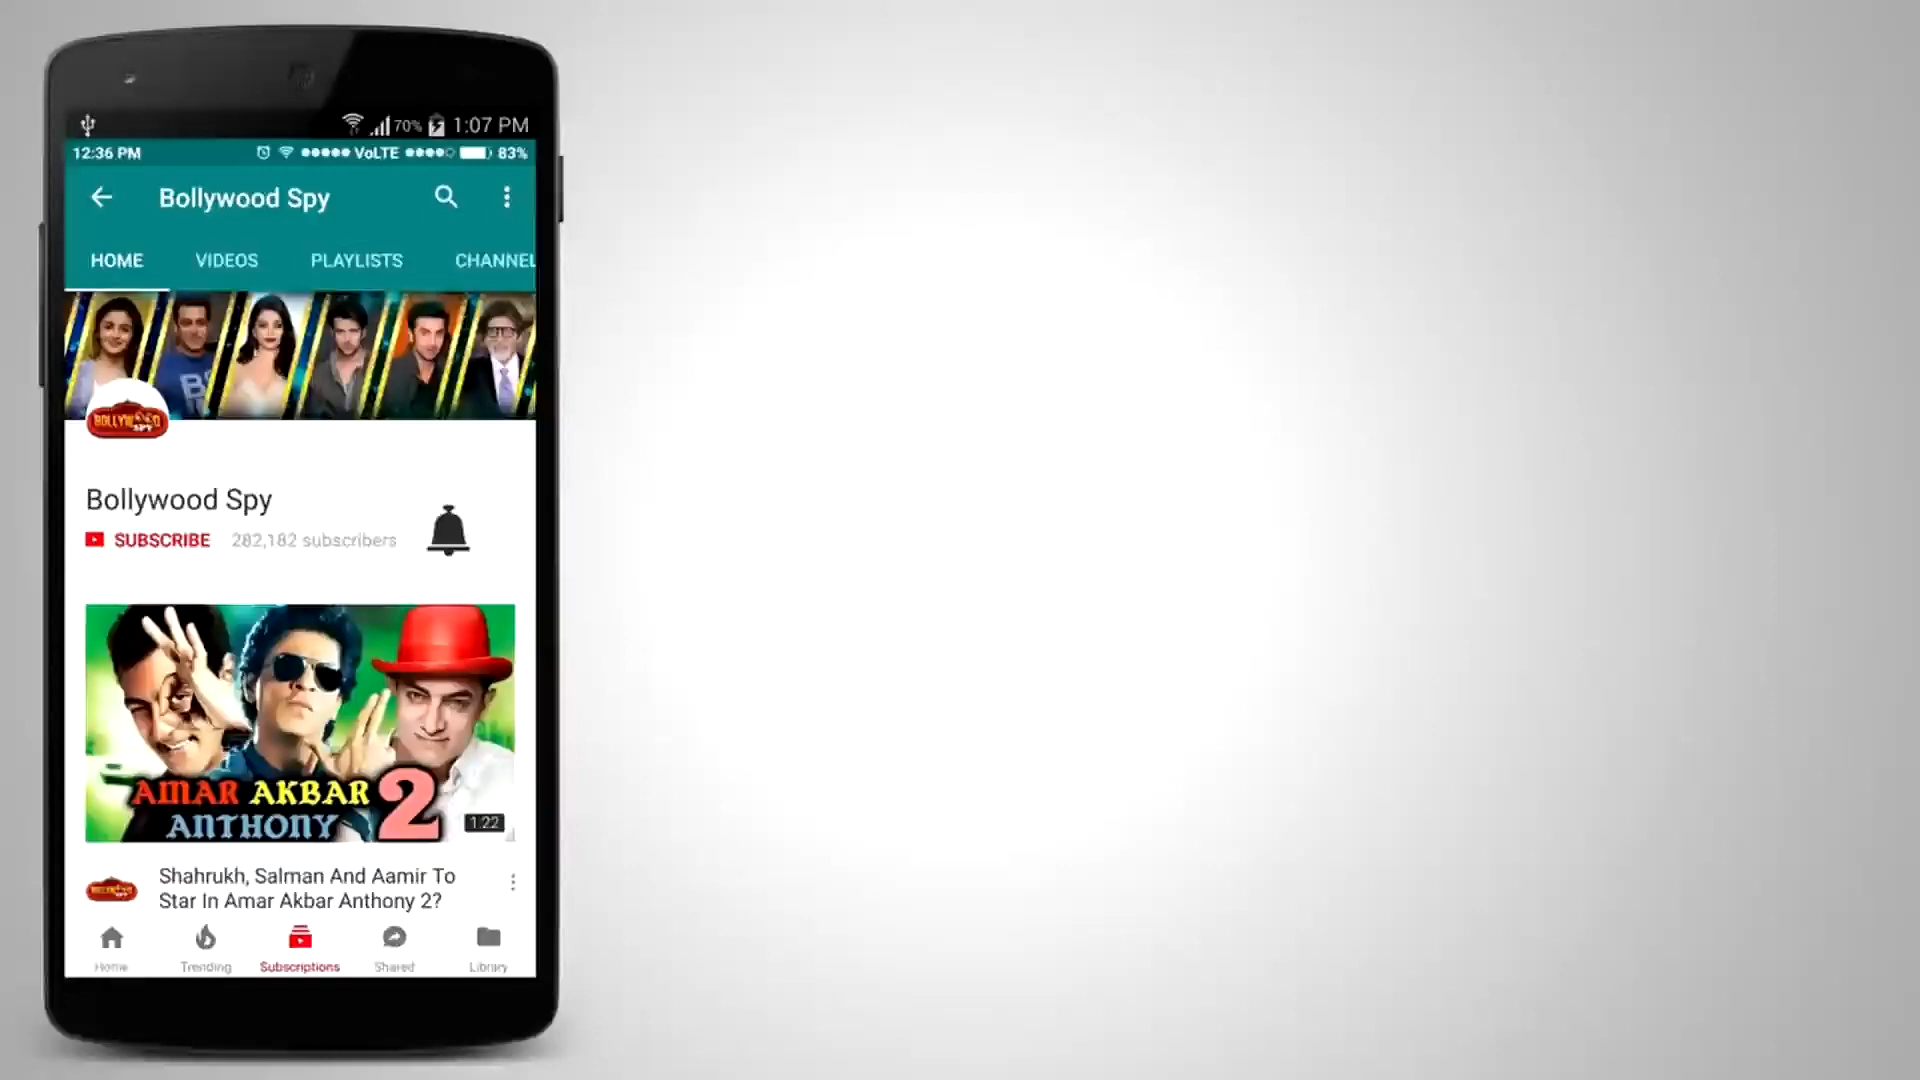 70% 1:07 PM
12:36 PM VoLTE 83%
Bollywood Spy
HOME VIDEOS PLAYLISTS CHANNEL
BOLLYWOOD
SPY
Bollywood Spy
SUBSCRIBE 282,182 subscribers
AMAR AKBAR
ANTHONY 2
1:22
Shahrukh, Salman And Aamir To
Star In Amar Akbar Anthony 2?
Home Trending Subscriptions Shared Library